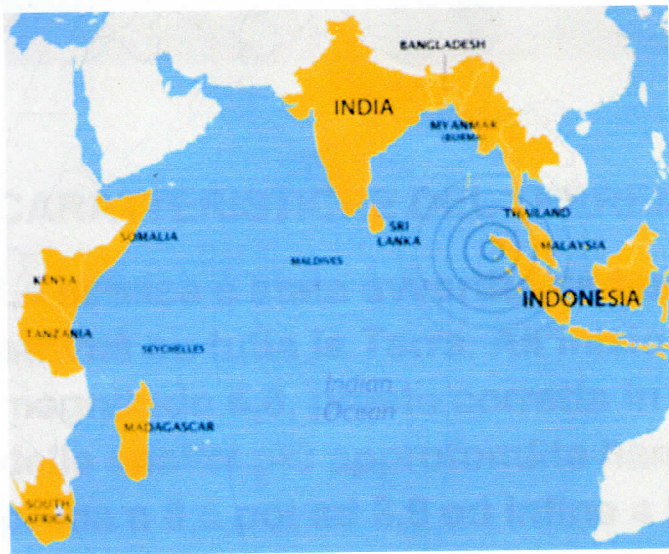 BANGLADESH
INDIA
MYANMAR
(BURMA)
THAILAND
SRI
LANKA
SOMALIA
MALAYSIA
MALDIVES
KENYA
INDONESIA
TANZANIA
SEYCHELLES
Indian
Ocean
MADAGASCAR
SOUTH
AFRICA